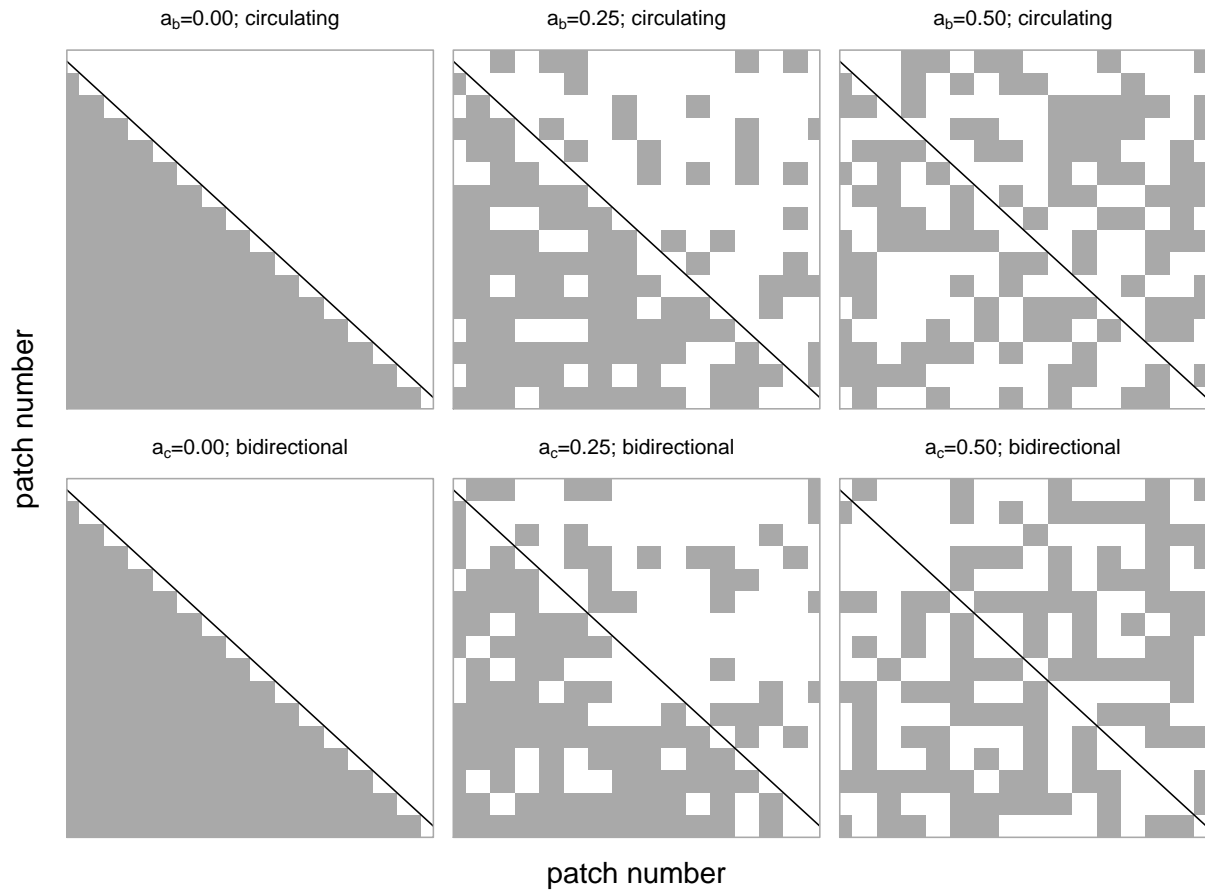 a_b=0.00; circulating
a_b=0.25; circulating
a_b=0.50; circulating
patch number
a_c=0.00; bidirectional
a_c=0.25; bidirectional
a_c=0.50; bidirectional
patch number